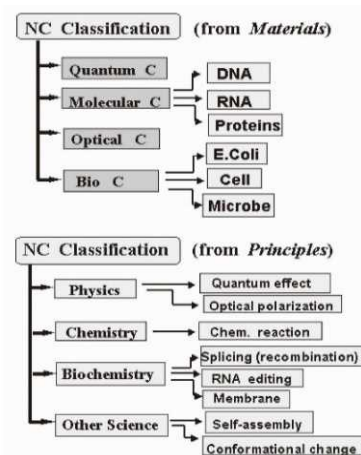 NC Classification (from Materials)
Quantum C
Molecular C
DNA
RNA
Proteins
Optical C
Bio C
E.Coli
Cell
Microbe
NC Classification (from Principles)
Physics
Quantum effect
Optical polarization
Chemistry
Chem. reaction
Biochemistry
Splicing (recombination)
RNA editing
Membrane
Other Science
Self-assembly
Conformational change